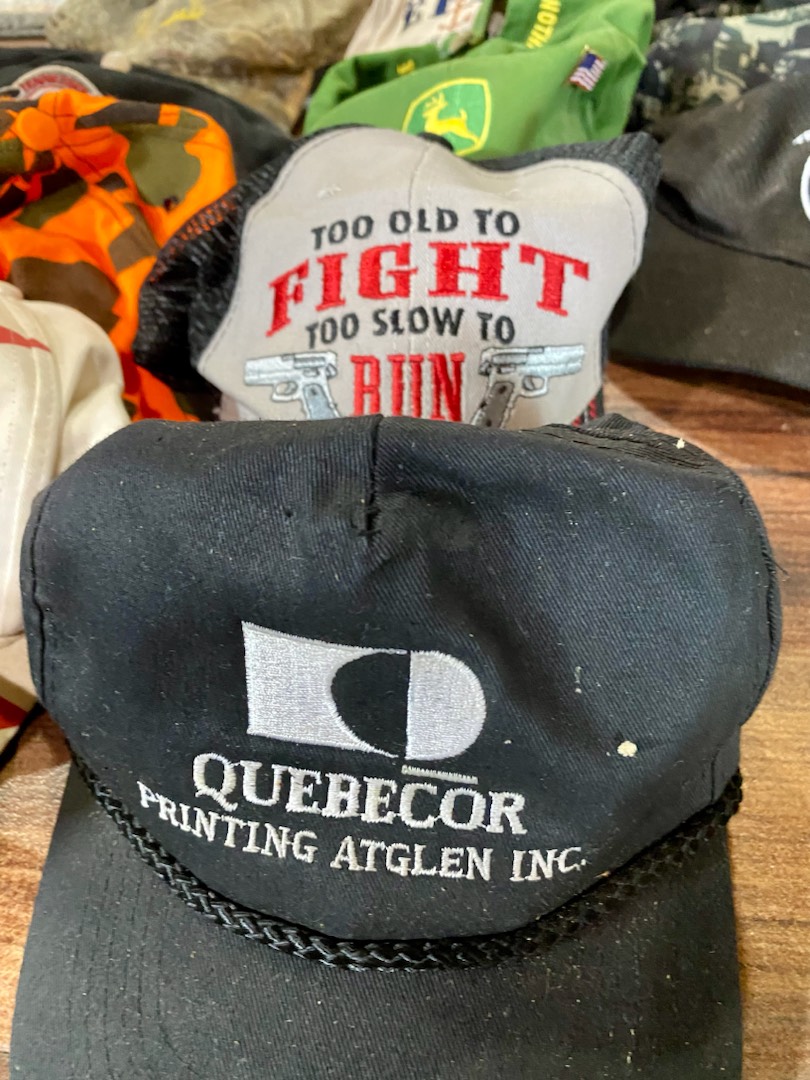 TOO OLD TO
FIGHT
TOO SLOW TO
RUN
QUEBECOR
PRINTING ATGLEN INC.